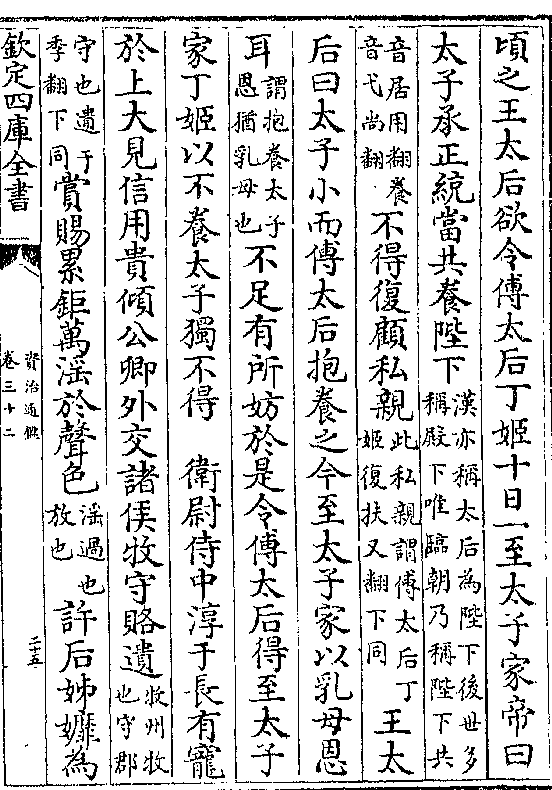 頃之王太后欲令傅太后丁姬十日一至太子家帝曰
太子承正統當共養陛下漢亦稱太后為陛下後世多稱殿下唯臨朝乃稱陛下共
音居用翻養音弋尚翻不得復顧私親此私親謂傅太后丁姬復扶又翻下同王太
后曰太子小而傅太后抱養之今至太子家以乳母恩
耳謂抱養太子恩猶乳母也不足有所妨於是令傅太后得至太子
家丁姬以不養太子獨不得　衛尉侍中淳于長有寵
於上大見信用貴傾公卿外交諸侯牧守賂遺牧州牧也守郡
守也遺于季翻下同賞賜累鉅萬淫於聲色淫過也放也許后姊孊為
欽定四庫全書
資治通鑑
卷三十二
二十五